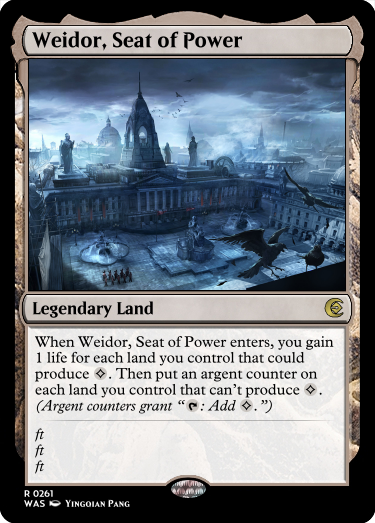 Weidor, Seat of Power
Legendary Land
When Weidor, Seat of Power enters, you gain
1 life for each land you control that could
produce ◇. Then put an argent counter on
each land you control that can't produce ◇.
(Argent counters grant “T: Add ◇.”)
ft
ft
ft
R 0261
WAS Yingqian Pang